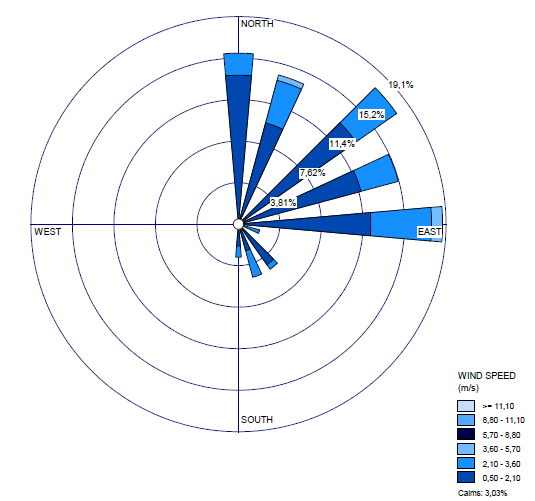 NORTH
19,1%
15,2%
11,4%
7,62%
3,81%
WEST
EAST
SOUTH
WIND SPEED
(m/s)
>= 11,10
8,80 - 11,10
5,70 - 8,80
3,60 - 5,70
2,10 - 3,60
0,50 - 2,10
Calms: 3,03%